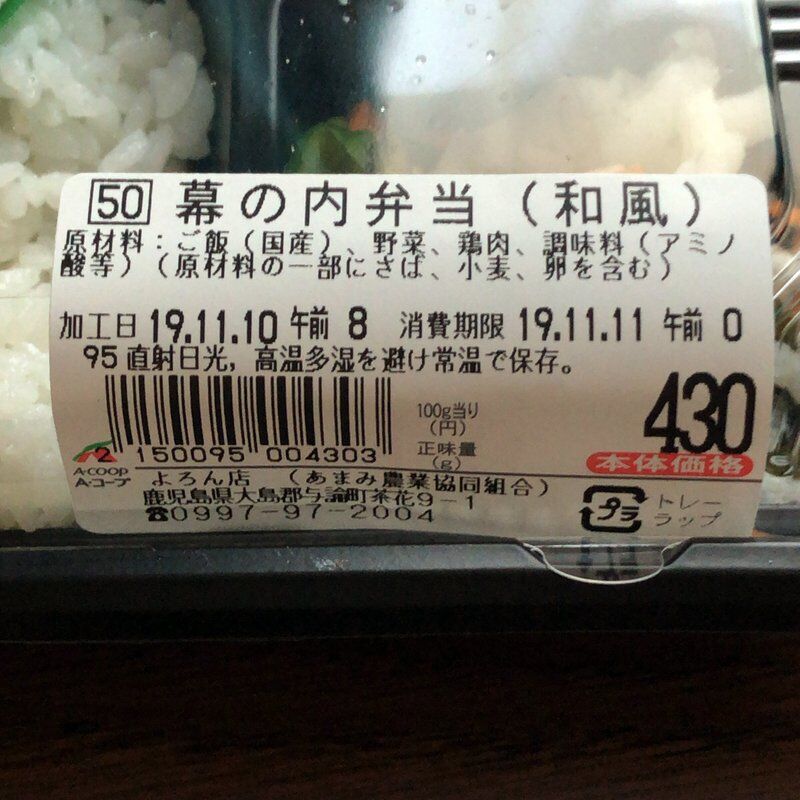 50 幕の内弁当（和風）
原材料：ご飯（国産）、野菜、鶏肉、調味料（アミノ
酸等）（原材料の一部にさば、小麦、卵を含む）
加工日 19.11.10 午前 8 消費期限 19.11.11 午前 0
95 直射日光，高温多湿を避け常温で保存。
100g当り
(円)
430
正味量
(g)
本体価格
2 150095 004303
A-COOP
A・コープ
よろん店 （あまみ農業協同組合）
鹿児島県大島郡与論町茶花9-1
☎0997-97-2004
プラ
トレー
ラップ